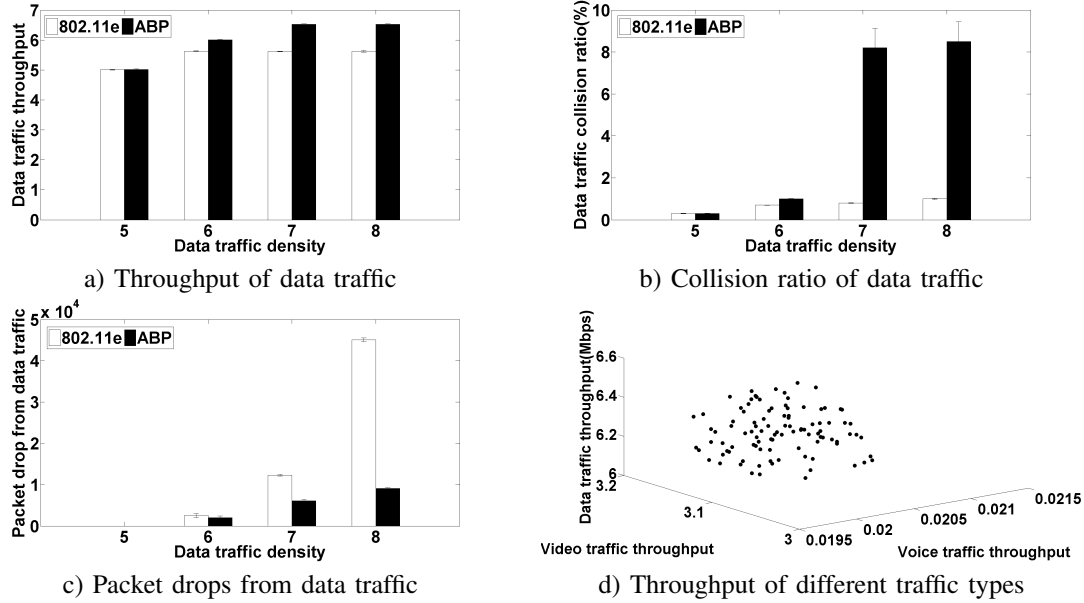 7
6
5
4
3
2
1
0
802.11e ABP
Data traffic throughput
5 6 7 8
Data traffic density
a) Throughput of data traffic
10
8
6
4
2
0
802.11e ABP
Data traffic collision ratio(%)
5 6 7 8
Data traffic density
b) Collision ratio of data traffic
x 10^4
5
4
3
2
1
0
802.11e ABP
Packet drop from data traffic
5 6 7 8
Data traffic density
c) Packet drops from data traffic
6.6
6.4
6.2
6
Data traffic throughput(Mbps)
3.2
3.1
3
Video traffic throughput
0.0195
0.02
0.0205
0.021
0.0215
Voice traffic throughput
d) Throughput of different traffic types